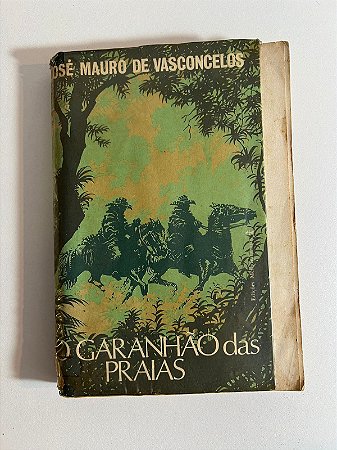 JOSÉ MAURO DE VASCONCELOS
O GARANHÃO das
PRAIAS